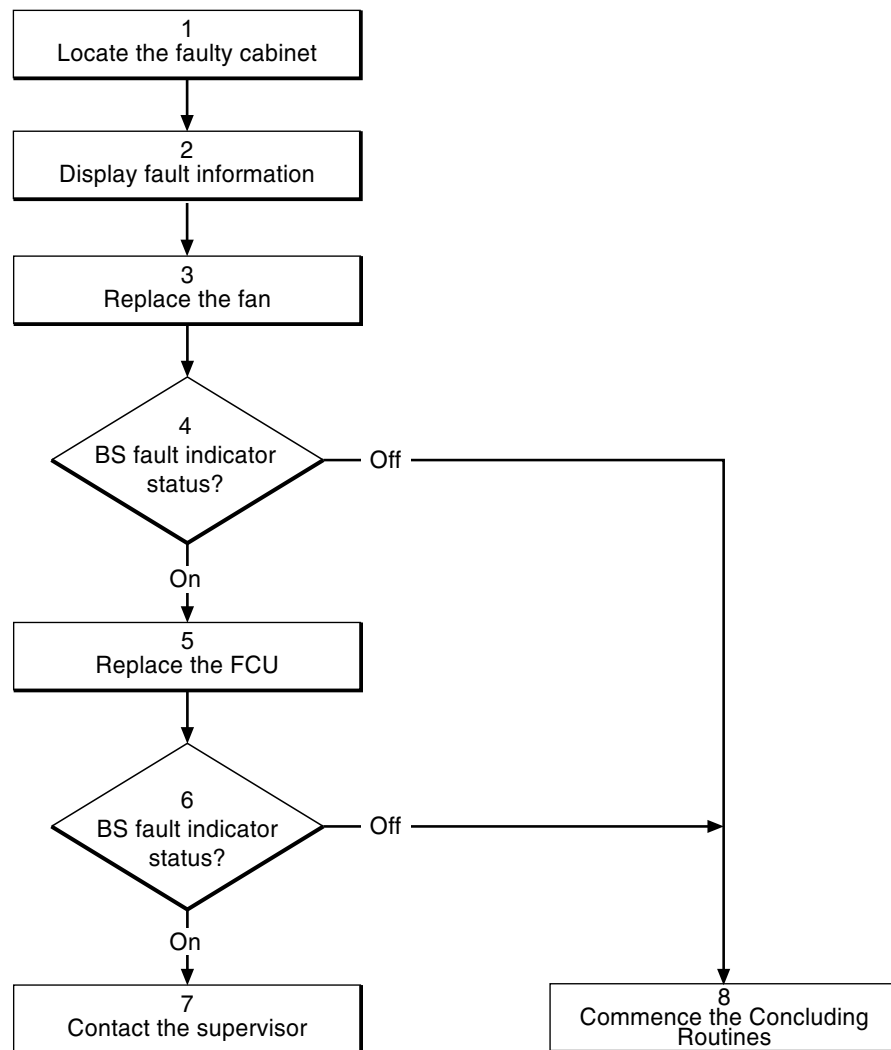 1
Locate the faulty cabinet
2
Display fault information
3
Replace the fan
4
BS fault indicator
status?
Off
On
5
Replace the FCU
6
BS fault indicator
status?
Off
On
7
Contact the supervisor
8
Commence the Concluding
Routines